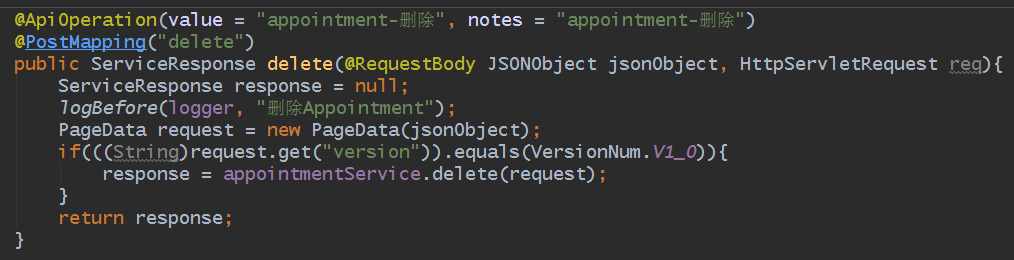 @ApiOperation(value = "appointment-删除", notes = "appointment-删除")
@PostMapping("delete")
public ServiceResponse delete(@RequestBody JSONObject jsonObject, HttpServletRequest req){
    ServiceResponse response = null;
    logBefore(logger, "删除Appointment");
    PageData request = new PageData(jsonObject);
    if(((String)request.get("version")).equals(VersionNum.V1_0)){
        response = appointmentService.delete(request);
    }
    return response;
}